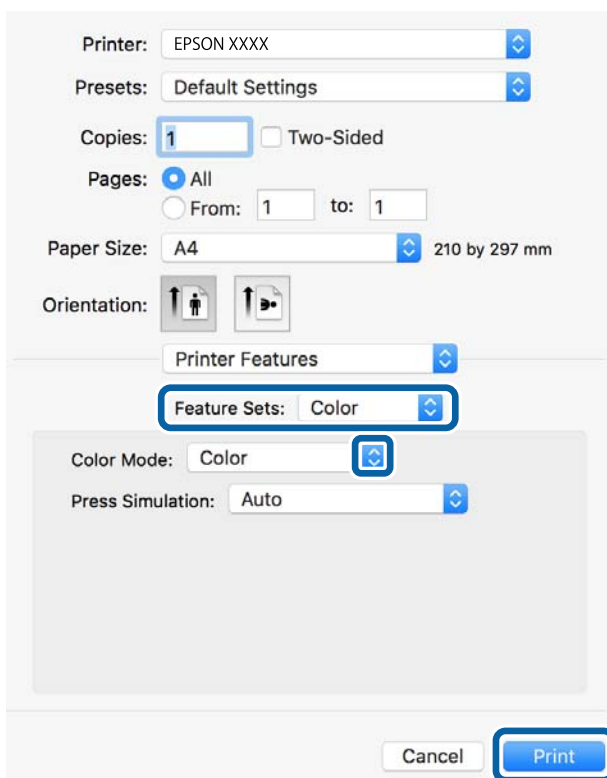 Printer: EPSON XXXX
Presets: Default Settings
Copies: 1 Two-Sided
Pages: All
From: 1 to: 1
Paper Size: A4 210 by 297 mm
Orientation:
Printer Features
Feature Sets: Color
Color Mode: Color
Press Simulation: Auto
Cancel Print